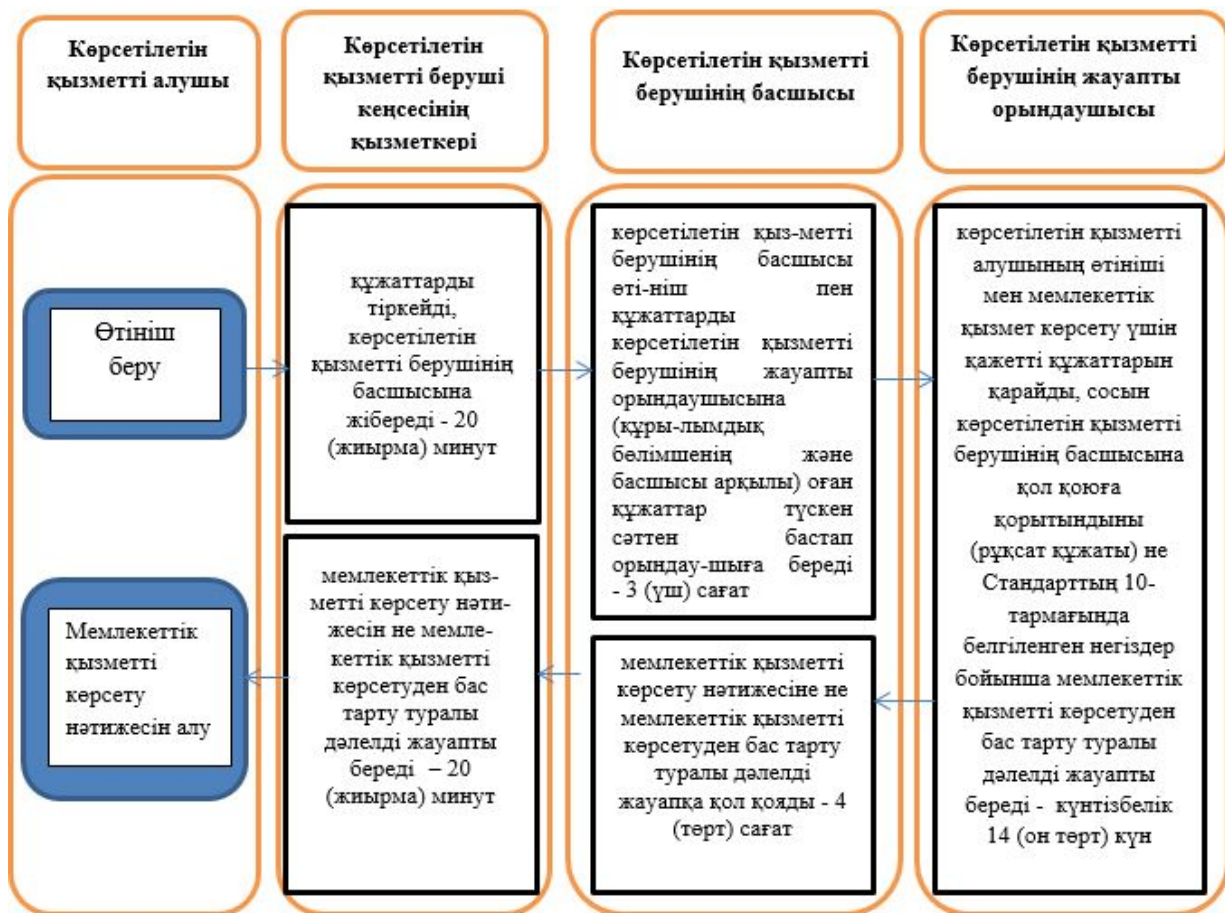 Көрсетілетін
қызметті алушы
Көрсетілетін
қызметті беруші
кеңсесінің
қызметкері
Көрсетілетін қызметті
берушінің басшысы
Көрсетілетін қызметті
берушінің жауапты
орындаушысы
Өтініш
беру
құжаттарды
тіркейді,
көрсетілетін
қызметті берушінің
басшысына
жібереді - 20
(жиырма) минут
көрсетілетін қыз-метті
берушінің басшысы
өті-ніш пен
құжаттарды
көрсетілетін қызметті
берушінің жауапты
орындаушысына
(құры-лымдық
бөлімшенің және
басшысы арқылы) оған
құжаттар түскен
сәттен бастап
орындау-шыға береді
- 3 (үш) сағат
көрсетілетін қызметті
алушының өтініші
мен мемлекеттік
қызмет көрсету үшін
қажетті құжаттарын
қарайды, сосын
көрсетілетін қызметті
берушінің басшысына
қол қоюға
қорытындыны
(рұқсат құжаты) не
Стандарттың 10-
тармағында
белгіленген негіздер
бойынша мемлекеттік
қызметті көрсетуден
бас тарту туралы
дәлелді жауапты
береді - күнтізбелік
14 (он төрт) күн
мемлекеттік қызметті
көрсету нәтижесіне не
мемлекеттік қызметті
көрсетуден бас тарту
туралы дәлелді
жауапқа қол қояды - 4
(төрт) сағат
мемлекеттік қыз-
метті көрсету нәти-
жесін не мемле-
кеттік қызметті
көрсетуден бас
тарту туралы
дәлелді жауапты
береді – 20
(жиырма) минут
Мемлекеттік
қызметті
көрсету
нәтижесін алу